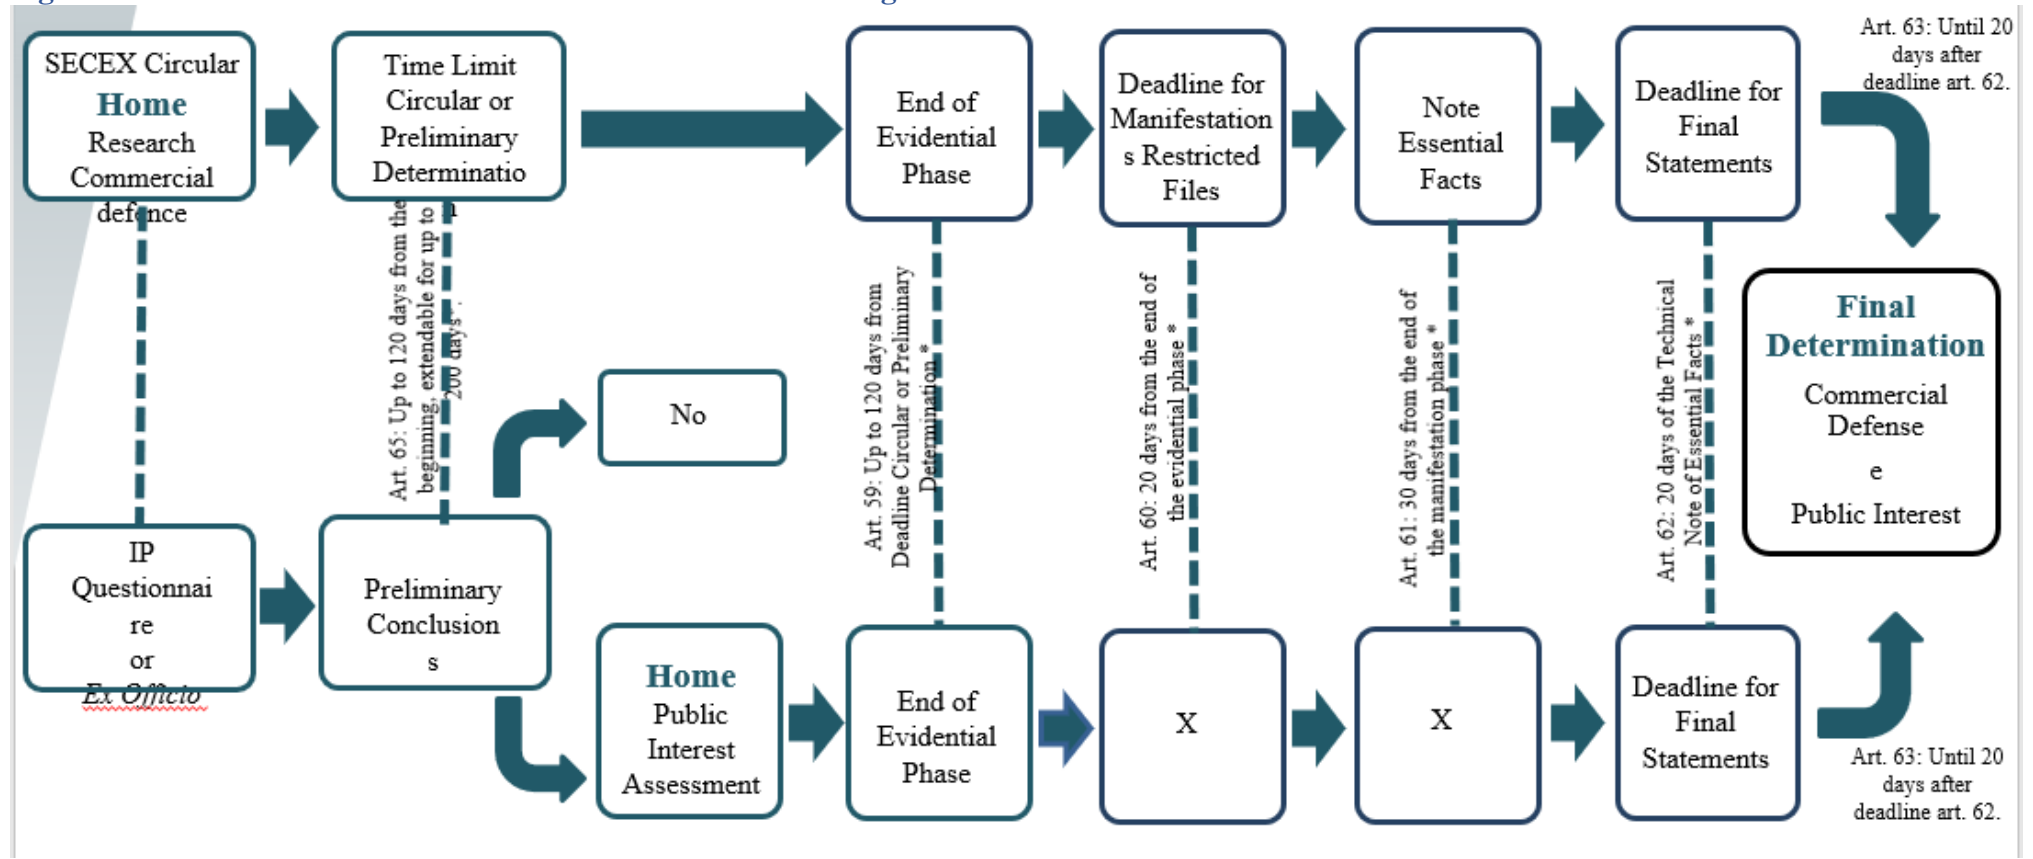 SECEX Circular
Home
Research
Commercial
defence
Time Limit
Circular or
Preliminary
Determinatio
n
End of
Evidential
Phase
Deadline for
Manifestation
s Restricted
Files
Note
Essential
Facts
Deadline for
Final
Statements
Art. 63: Until 20
days after
deadline art. 62.
Art. 65: Up to 120 days from the
beginning, extendable for up to
200 days*.
Art. 59: Up to 120 days from
Deadline Circular or Preliminary
Determination *
Art. 60: 20 days from the end of
the evidential phase *
Art. 61: 30 days from the end of
the manifestation phase *
Art. 62: 20 days of the Technical
Note of Essential Facts *
Final
Determination
Commercial
Defense
e
Public Interest
No
IP
Questionnai
re
or
Ex Officio
Preliminary
Conclusion
s
Home
Public
Interest
Assessment
End of
Evidential
Phase
X
X
Deadline for
Final
Statements
Art. 63: Until 20
days after
deadline art. 62.